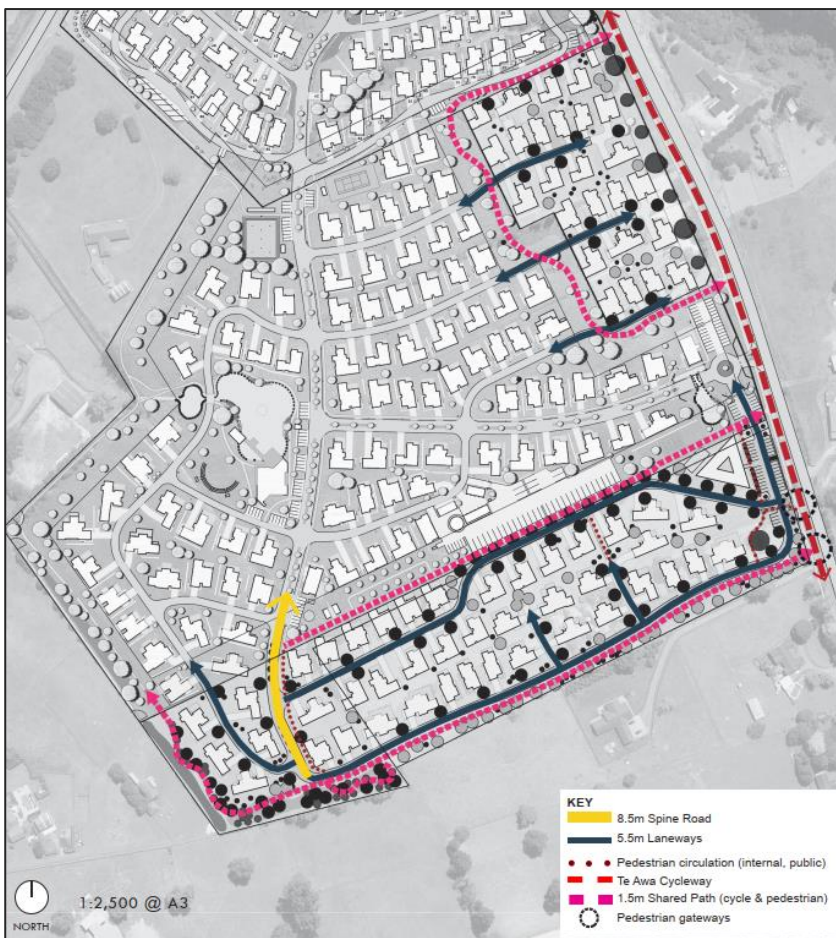 KEY
8.5m Spine Road
5.5m Laneways
Pedestrian circulation (internal, public)
Te Awa Cycleway
1.5m Shared Path (cycle & pedestrian)
Pedestrian gateways
1:2,500 @ A3
NORTH